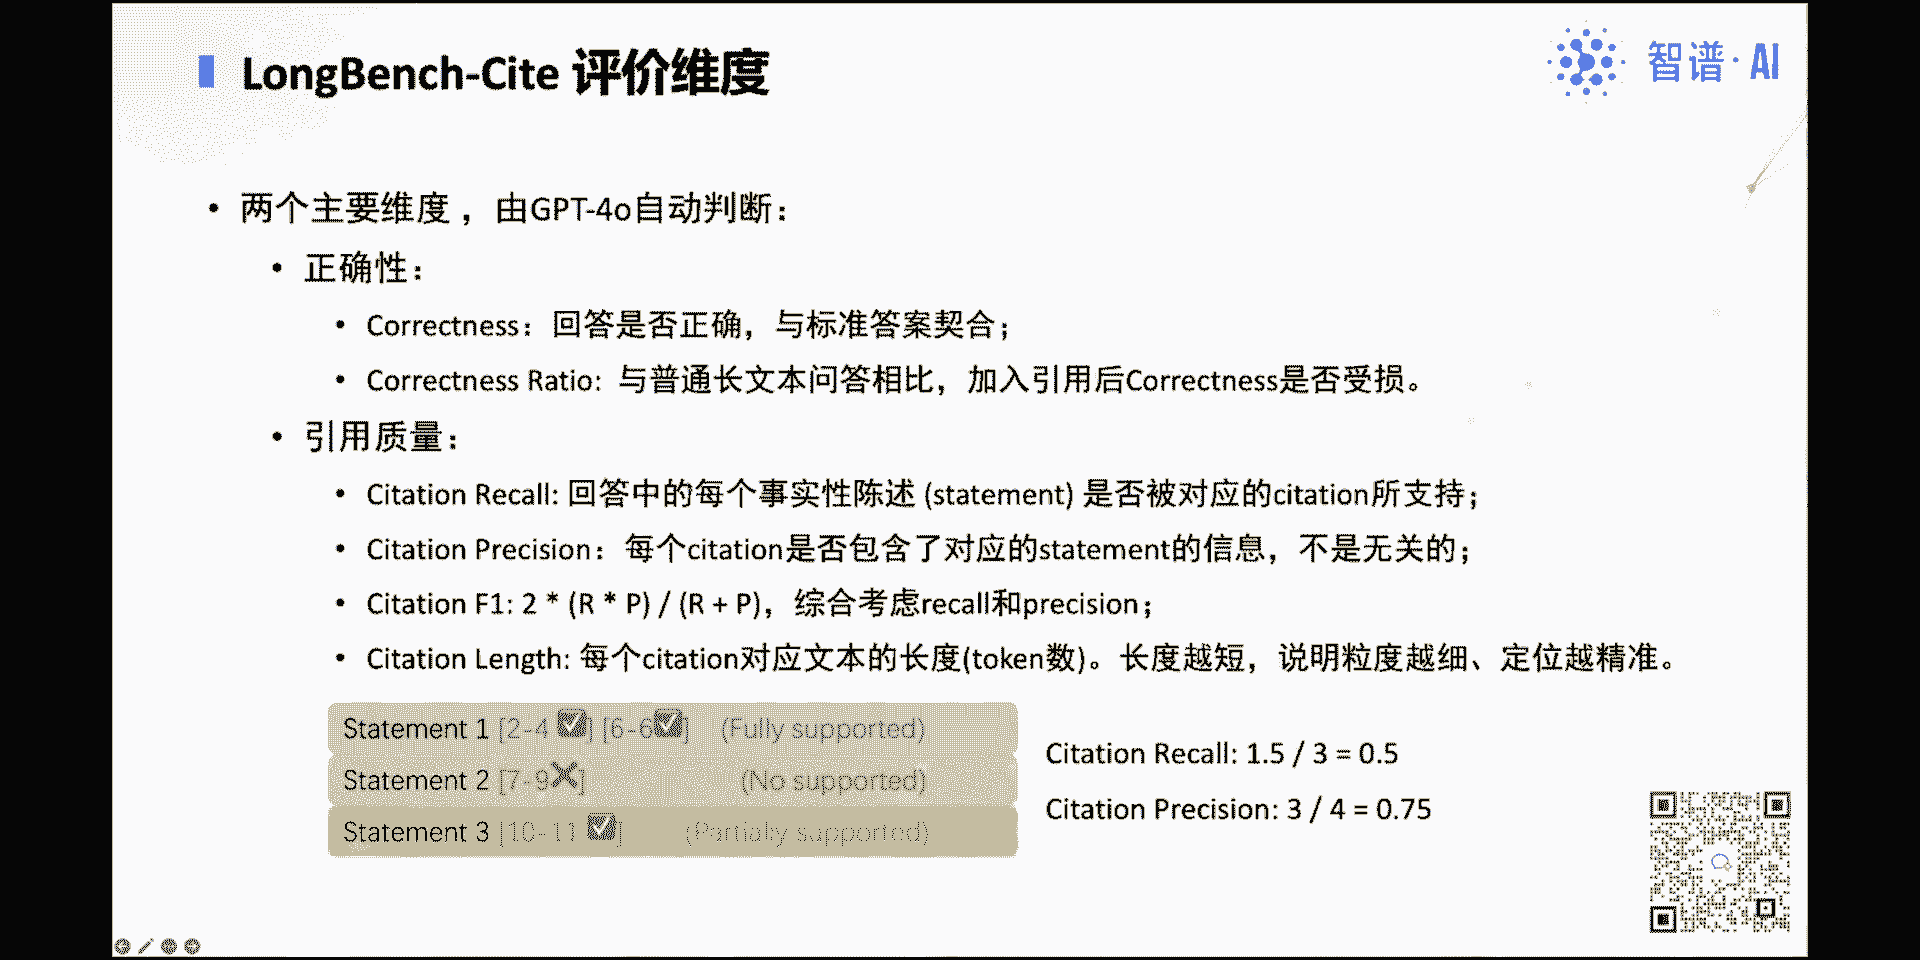 LongBench-Cite 评价维度
智谱·AI
• 两个主要维度，由GPT-4o自动判断：
• 正确性：
• Correctness：回答是否正确，与标准答案契合；
• Correctness Ratio: 与普通长文本问答相比，加入引用后Correctness是否受损。
• 引用质量：
• Citation Recall: 回答中的每个事实性陈述 (statement) 是否被对应的citation所支持；
• Citation Precision：每个citation是否包含了对应的statement的信息，不是无关的；
• Citation F1: 2 * (R * P) / (R + P)，综合考虑recall和precision；
• Citation Length: 每个citation对应文本的长度(token数)。长度越短，说明粒度越细、定位越精准。
Statement 1 [2-4 ✓] [6-6✓] (Fully supported)
Statement 2 [7-9✕] (No supported)
Statement 3 [10-11 ✓] (Partially supported)
Citation Recall: 1.5 / 3 = 0.5
Citation Precision: 3 / 4 = 0.75